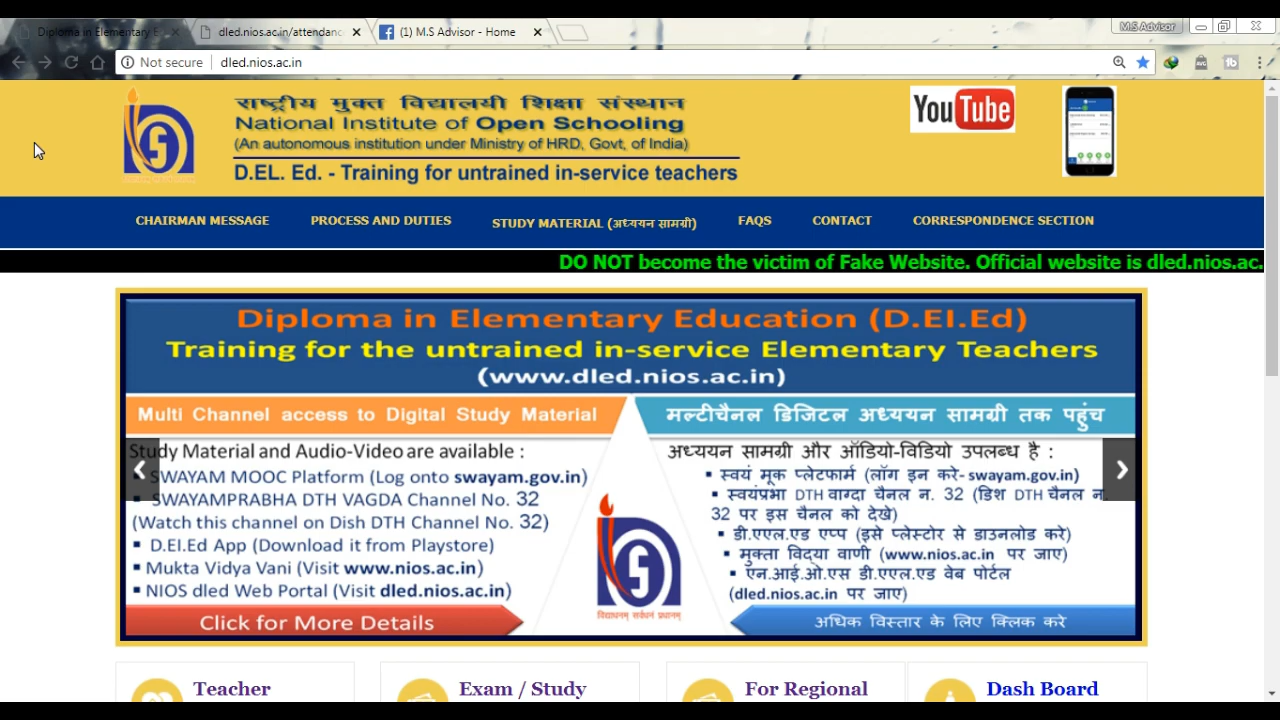 Diploma in Elementary E
dled.nios.ac.in/attendanc
(1) M.S Advisor - Home
M.S Advisor
Not secure
dled.nios.ac.in
राष्ट्रीय मुक्त विद्यालयी शिक्षा संस्थान
National Institute of Open Schooling
(An autonomous institution under Ministry of HRD, Govt, of India)
D.EL. Ed. - Training for untrained in-service teachers
YouTube
CHAIRMAN MESSAGE
PROCESS AND DUTIES
STUDY MATERIAL (अध्ययन सामग्री)
FAQS
CONTACT
CORRESPONDENCE SECTION
DO NOT become the victim of Fake Website. Official website is dled.nios.ac.
Diploma in Elementary Education (D.El.Ed)
Training for the untrained in-service Elementary Teachers
(www.dled.nios.ac.in)
Multi Channel access to Digital Study Material
Study Material and Audio-Video are available :
SWAYAM MOOC Platform (Log onto swayam.gov.in)
SWAYAMPRABHA DTH VAGDA Channel No. 32
(Watch this channel on Dish DTH Channel No. 32)
D.El.Ed App (Download it from Playstore)
Mukta Vidya Vani (Visit www.nios.ac.in)
NIOS dled Web Portal (Visit dled.nios.ac.in)
Click for More Details
मल्टीचैनल डिजिटल अध्ययन सामग्री तक पहुंच
अध्ययन सामग्री और ऑडियो-विडियो उपलब्ध है :
स्वयं मूक प्लेटफार्म (लॉग इन करे- swayam.gov.in)
स्वयंप्रभा DTH वाग्दा चैनल न. 32 (डिश DTH चैनल न.
32 पर इस चैनल को देखे)
डी.एएल.एड एप्प (इसे प्लेस्टोर से डाउनलोड करे)
मुक्ता विद्या वाणी (www.nios.ac.in पर जाए)
एन.आई.ओ.एस डी.एएल.एड वेब पोर्टल
(dled.nios.ac.in पर जाए)
विद्याधनम् सर्वधनं प्रधानम्
अधिक विस्तार के लिए क्लिक करे
Teacher
Exam / Study
For Regional
Dash Board